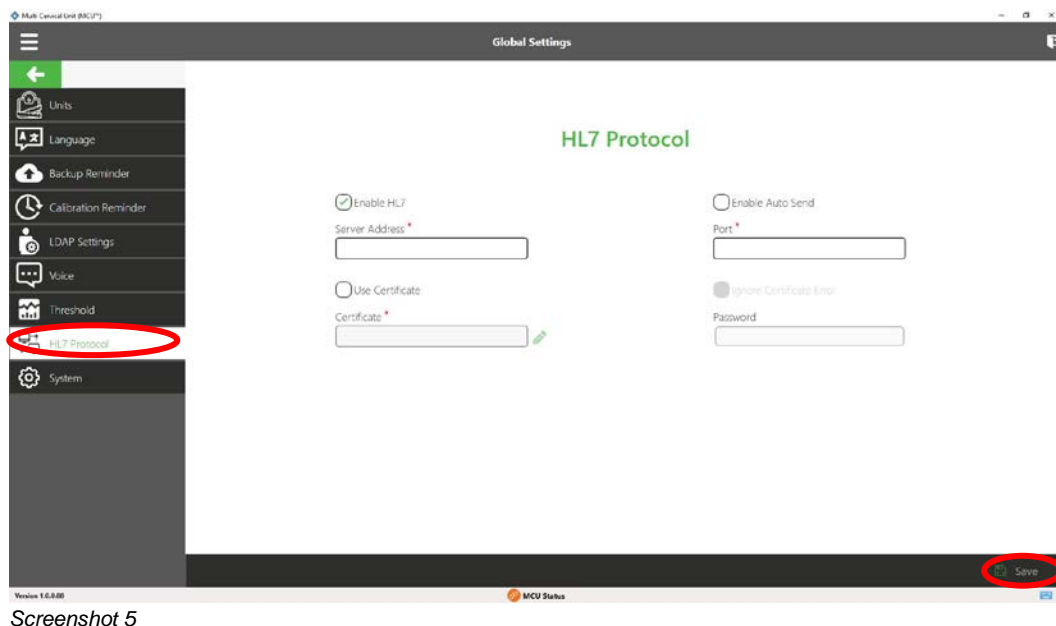 Multi Cervical Unit (MCU™)
Global Settings
Units
Language
Backup Reminder
Calibration Reminder
LDAP Settings
Voice
Threshold
HL7 Protocol
System
HL7 Protocol
Enable HL7
Enable Auto Send
Server Address *
Port *
Use Certificate
Ignore Certificate Error
Certificate *
Password
Save
Version 1.6.0.00
MCU Status
Screenshot 5